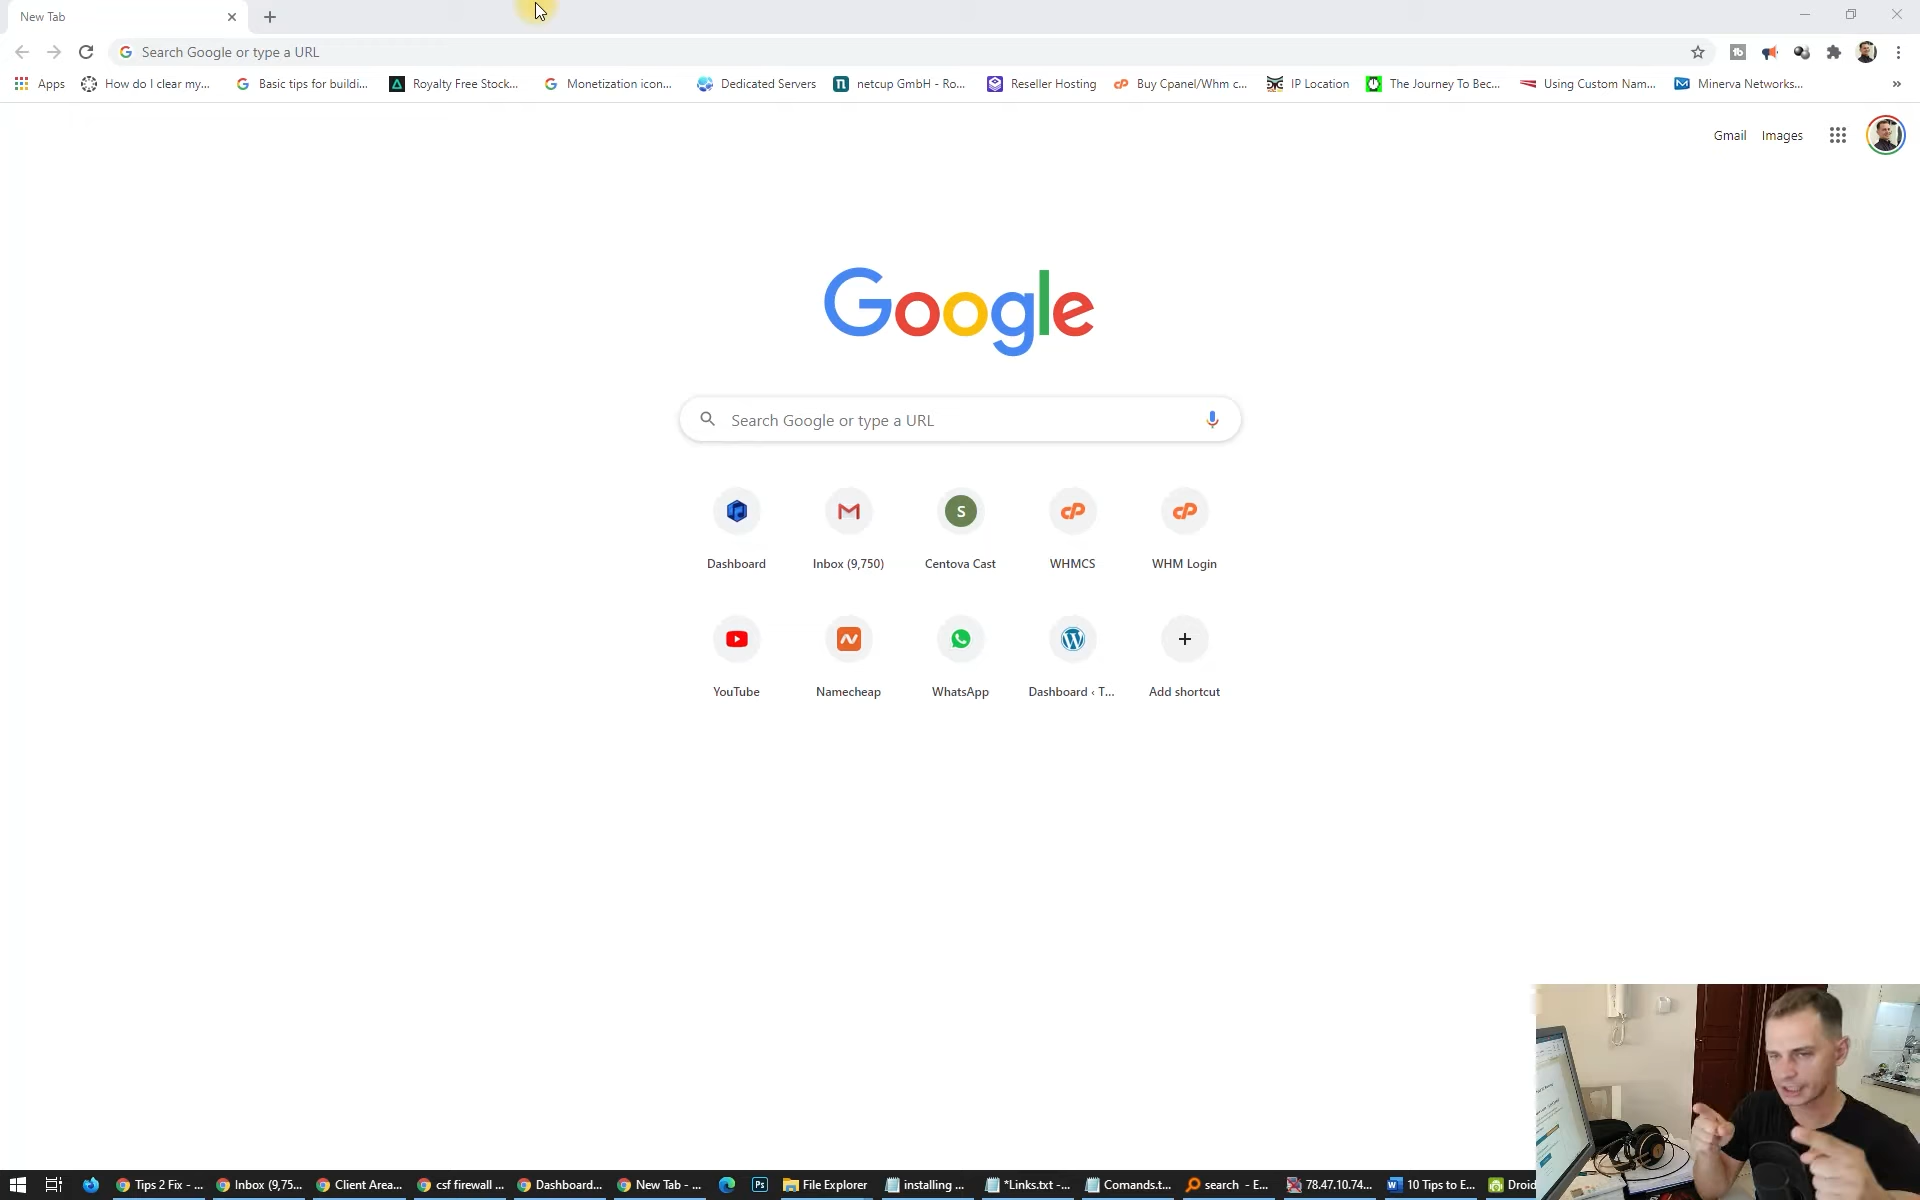 New Tab
Search Google or type a URL
Apps
How do I clear my...
Basic tips for buildi...
Royalty Free Stock...
Monetization icon...
Dedicated Servers
netcup GmbH - Ro...
Reseller Hosting
Buy Cpanel/Whm c...
IP Location
The Journey To Bec...
Using Custom Nam...
Minerva Networks...
Gmail
Images
Google
Search Google or type a URL
Dashboard
Inbox (9,750)
S
Centova Cast
cP
WHMCS
cP
WHM Login
YouTube
Namecheap
WhatsApp
Dashboard ‹ T...
Add shortcut
Tips 2 Fix - ...
Inbox (9,75...
Client Area...
csf firewall ...
Dashboard...
New Tab - ...
Ps
File Explorer
installing ...
*Links.txt -...
Comands.t...
search - E...
78.47.10.74...
10 Tips to E...
Droid